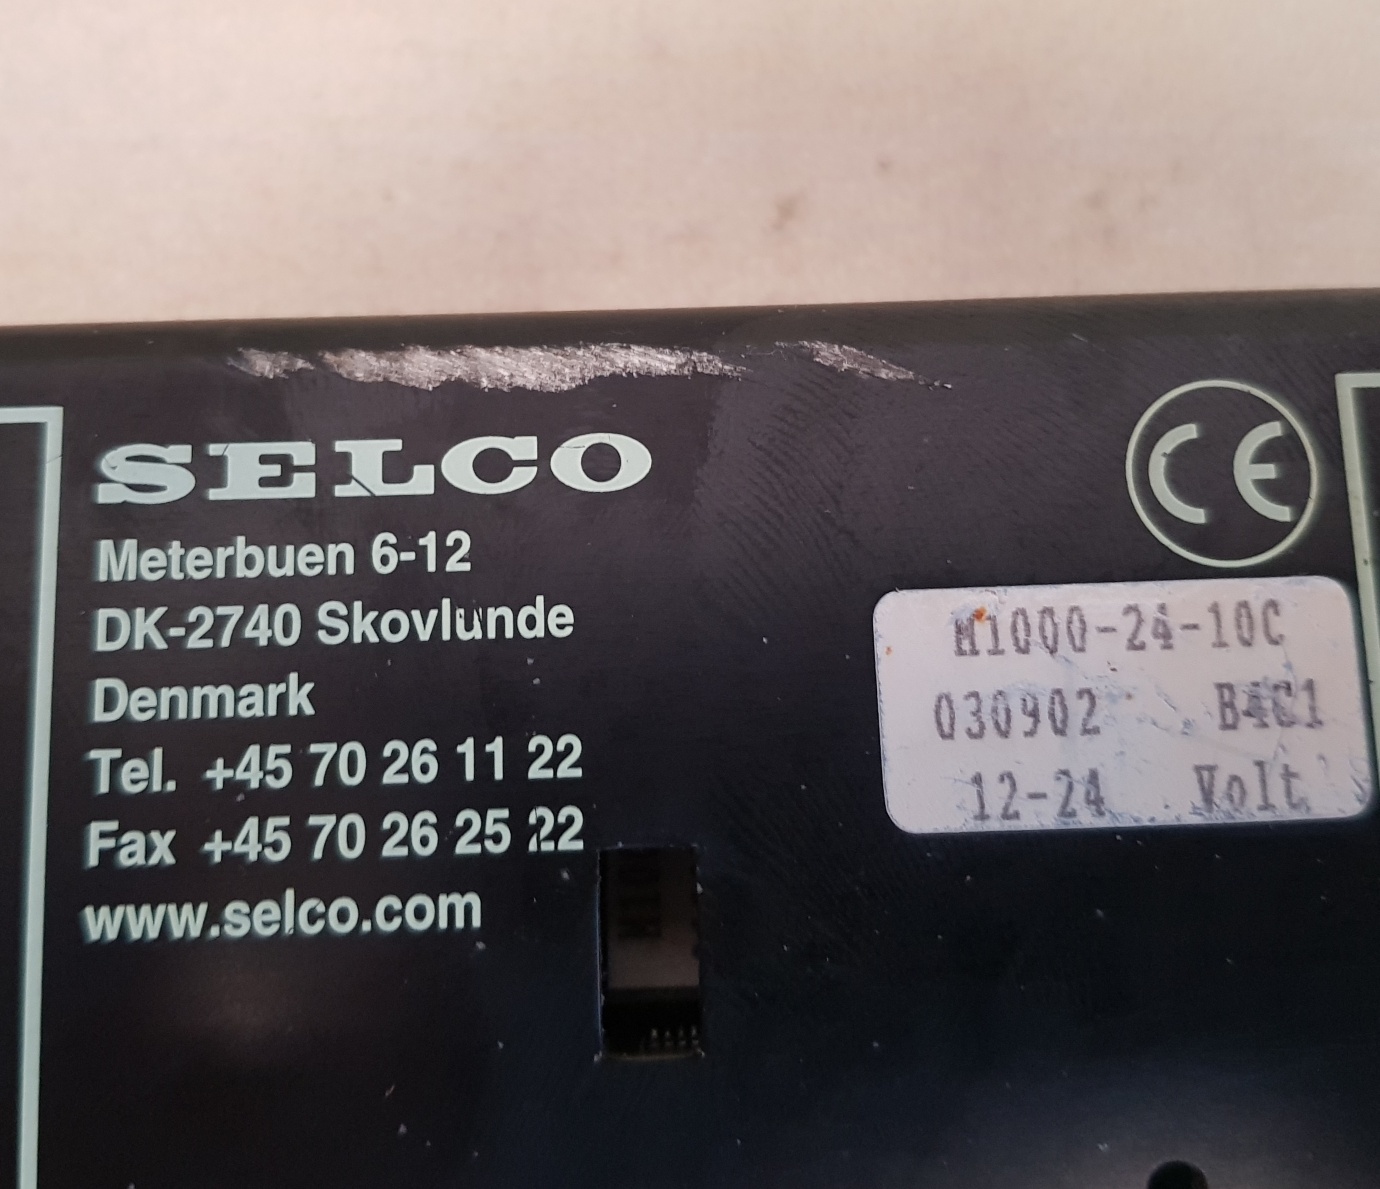 SELCO
Meterbuen 6-12
DK-2740 Skovlunde
Denmark
Tel. +45 70 26 11 22
Fax +45 70 26 25 22
www.selco.com
CE
M1000-24-10C
030902 B4C1
12-24 Volt